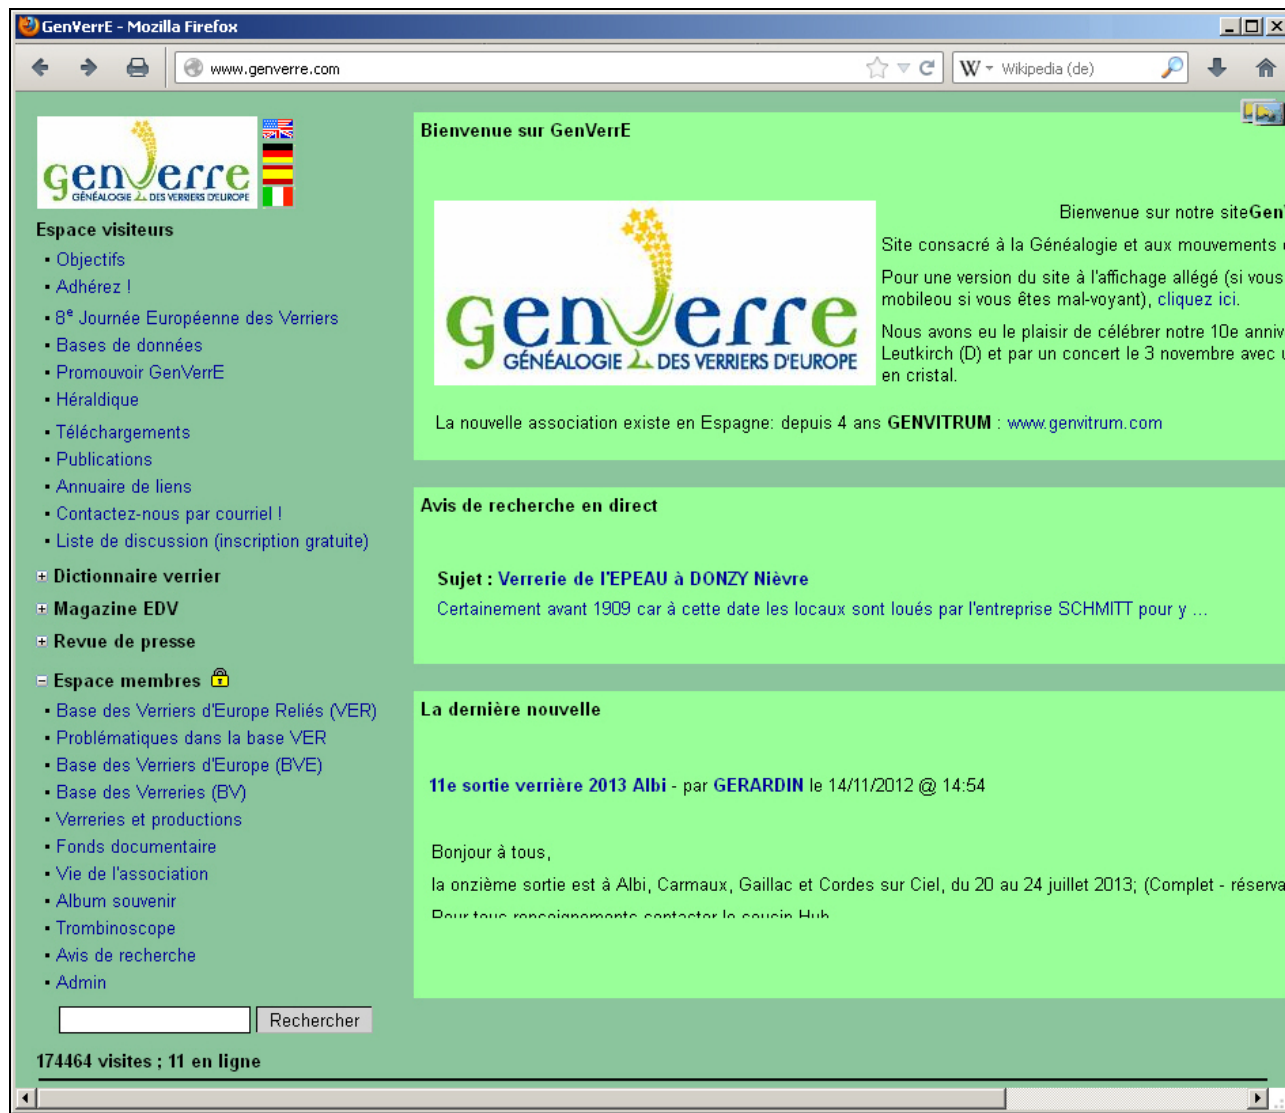 GenVerrE - Mozilla Firefox
www.genverre.com
W Wikipedia (de)
genverre
GÉNÉALOGIE DES VERRIERS D'EUROPE
Espace visiteurs
Objectifs
Adhérez !
8e Journée Européenne des Verriers
Bases de données
Promouvoir GenVerrE
Héraldique
Téléchargements
Publications
Annuaire de liens
Contactez-nous par courriel !
Liste de discussion (inscription gratuite)
Dictionnaire verrier
Magazine EDV
Revue de presse
Espace membres
Base des Verriers d'Europe Reliés (VER)
Problématiques dans la base VER
Base des Verriers d'Europe (BVE)
Base des Verreries (BV)
Verreries et productions
Fonds documentaire
Vie de l'association
Album souvenir
Trombinoscope
Avis de recherche
Admin
Rechercher
174464 visites ; 11 en ligne
Bienvenue sur GenVerrE
genverre
GÉNÉALOGIE DES VERRIERS D'EUROPE
Bienvenue sur notre siteGen
Site consacré à la Généalogie et aux mouvements
Pour une version du site à l'affichage allégé (si vous
mobileou si vous êtes mal-voyant), cliquez ici.
Nous avons eu le plaisir de célébrer notre 10e anniv
Leutkirch (D) et par un concert le 3 novembre avec
en cristal.
La nouvelle association existe en Espagne: depuis 4 ans GENVITRUM : www.genvitrum.com
Avis de recherche en direct
Sujet : Verrerie de l'EPEAU à DONZY Nièvre
Certainement avant 1909 car à cette date les locaux sont loués par l'entreprise SCHMITT pour y ...
La dernière nouvelle
11e sortie verrière 2013 Albi - par GERARDIN le 14/11/2012 @ 14:54
Bonjour à tous,
la onzième sortie est à Albi, Carmaux, Gaillac et Cordes sur Ciel, du 20 au 24 juillet 2013; (Complet - réserva
Pour tous renseignements contacter le cousin Hub